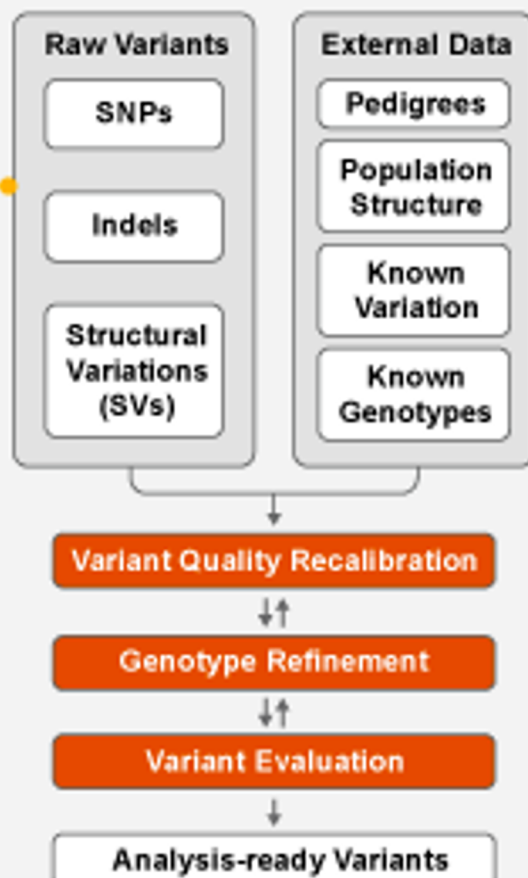 Raw Variants
SNPs
Indels
Structural
Variations
(SVs)
External Data
Pedigrees
Population
Structure
Known
Variation
Known
Genotypes
Variant Quality Recalibration
Genotype Refinement
Variant Evaluation
Analysis-ready Variants